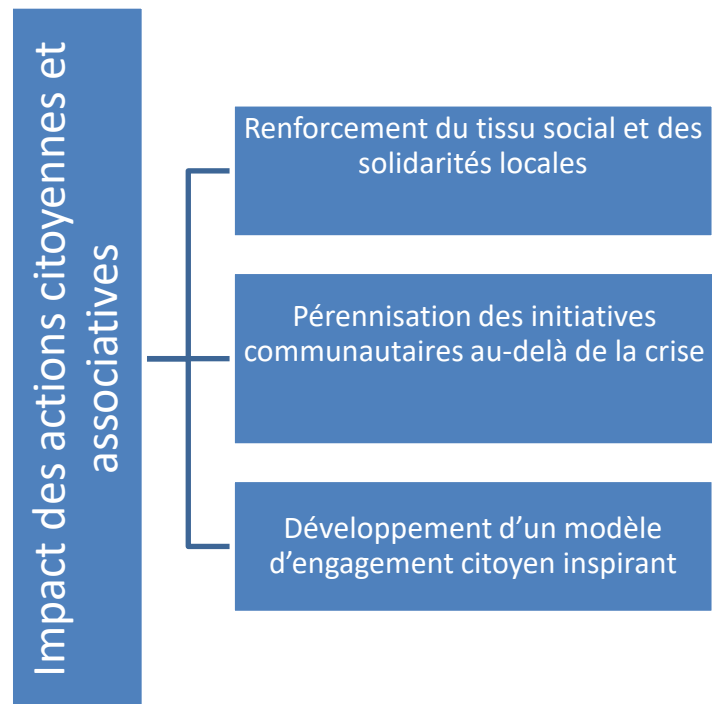 Impact des actions citoyennes et
associatives
Renforcement du tissu social et des
solidarités locales
Pérennisation des initiatives
communautaires au-delà de la crise
Développement d’un modèle
d’engagement citoyen inspirant